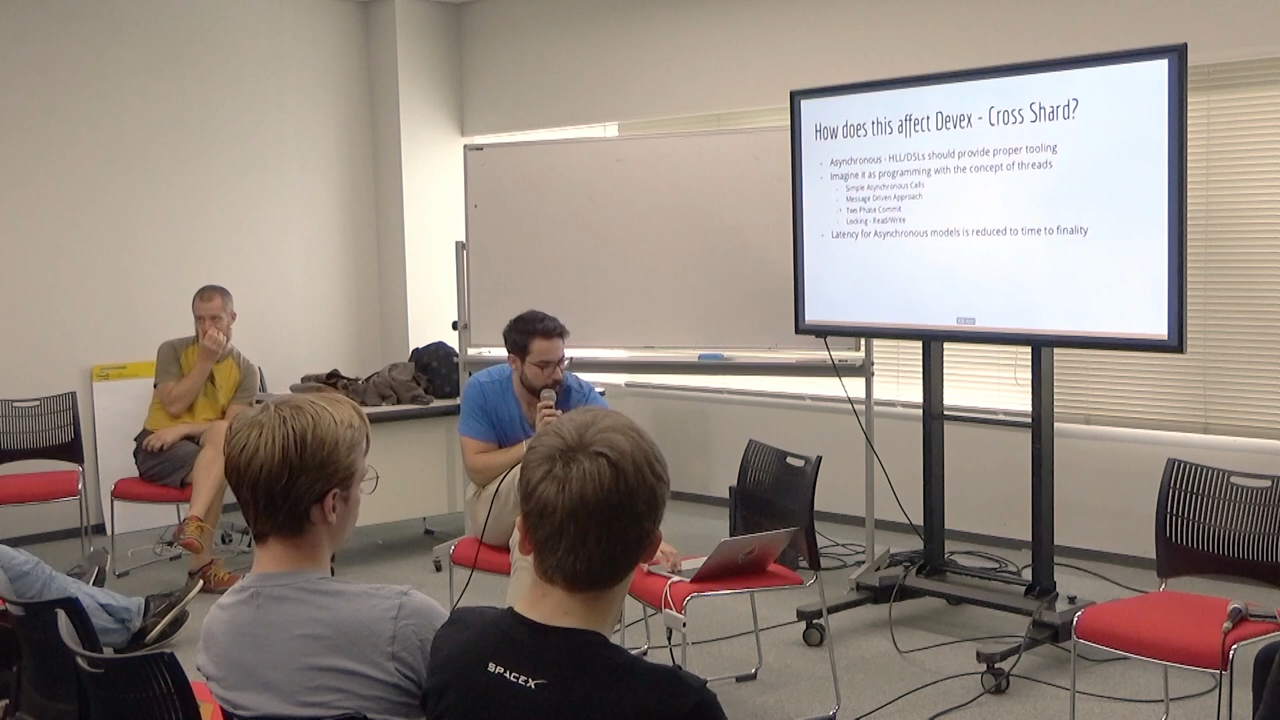 How does this affect Devex - Cross Shard?
- Asynchronous - HLL/DSLs should provide proper tooling
- Imagine it as programming with the concept of threads
- Simple Asynchronous Calls
- Message Driven Approach
- Two Phase Commit
- Locking - Read/Write
- Latency for Asynchronous models is reduced to time to finality
SPACEX